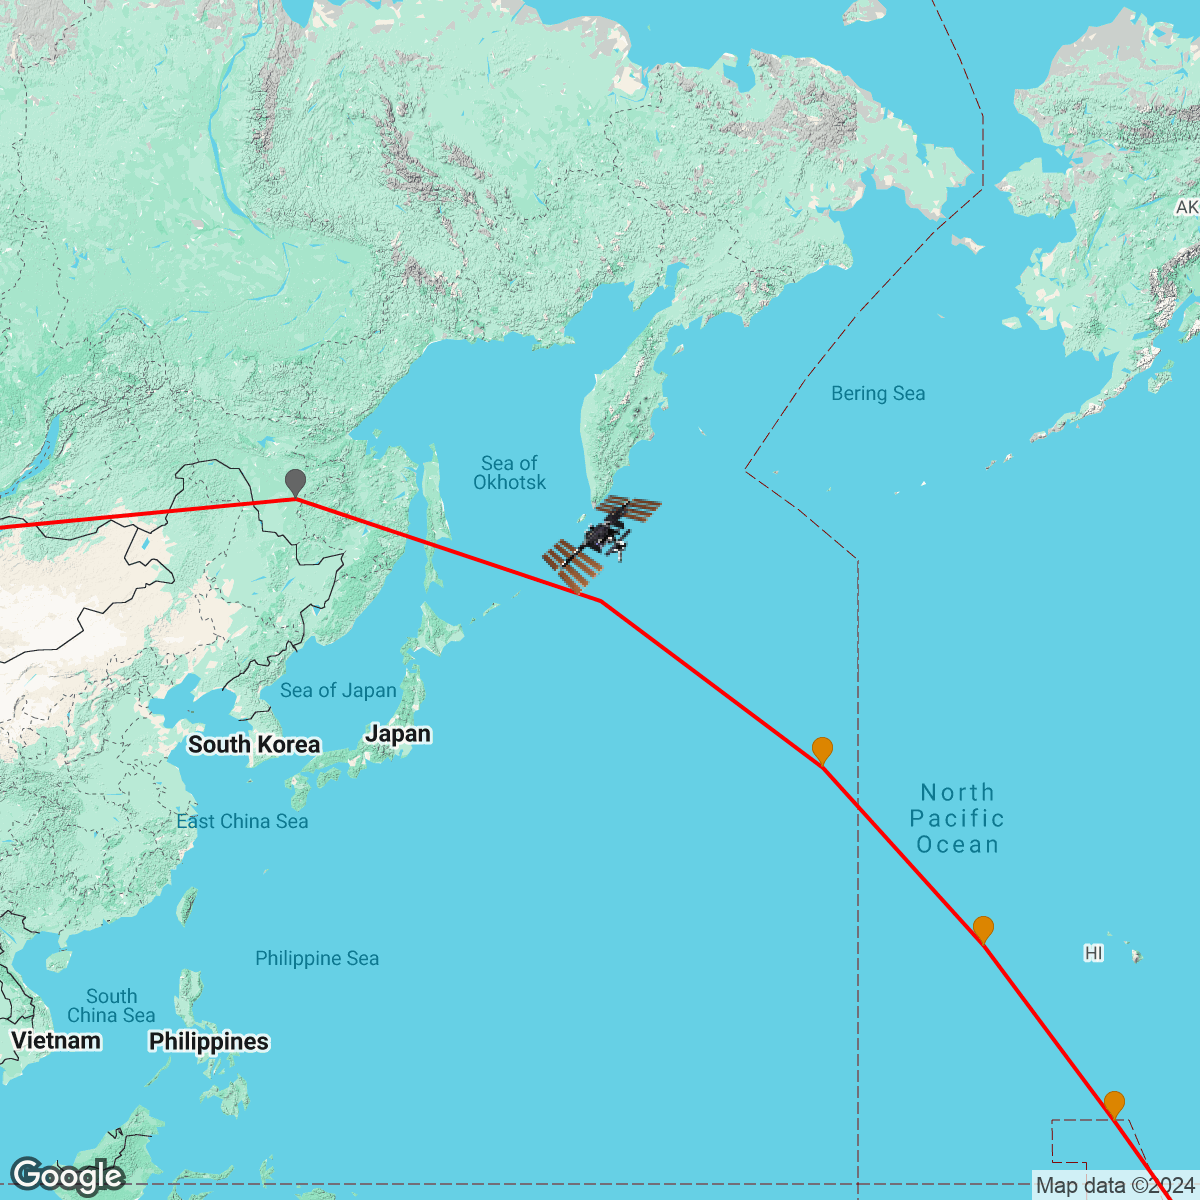 AK
Bering Sea
Sea of
Okhotsk
Sea of Japan
Japan
South Korea
North
Pacific
Ocean
East China Sea
HI
Philippine Sea
South
China Sea
Vietnam
Philippines
Google
Map data ©2024